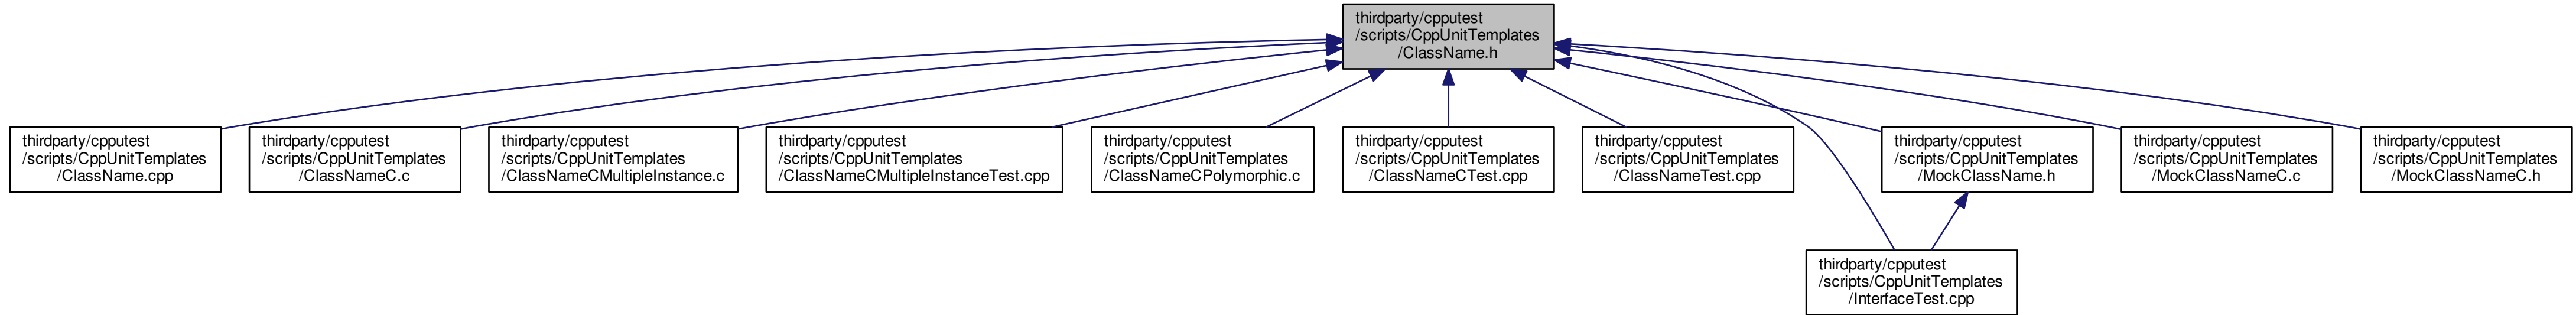 thirdparty/cpputest
/scripts/CppUnitTemplates
/ClassName.h
thirdparty/cpputest
/scripts/CppUnitTemplates
/ClassName.cpp
thirdparty/cpputest
/scripts/CppUnitTemplates
/ClassNameC.c
thirdparty/cpputest
/scripts/CppUnitTemplates
/ClassNameCMultipleInstance.c
thirdparty/cpputest
/scripts/CppUnitTemplates
/ClassNameCMultipleInstanceTest.cpp
thirdparty/cpputest
/scripts/CppUnitTemplates
/ClassNameCPolymorphic.c
thirdparty/cpputest
/scripts/CppUnitTemplates
/ClassNameCTest.cpp
thirdparty/cpputest
/scripts/CppUnitTemplates
/ClassNameTest.cpp
thirdparty/cpputest
/scripts/CppUnitTemplates
/MockClassName.h
thirdparty/cpputest
/scripts/CppUnitTemplates
/MockClassNameC.c
thirdparty/cpputest
/scripts/CppUnitTemplates
/MockClassNameC.h
thirdparty/cpputest
/scripts/CppUnitTemplates
/InterfaceTest.cpp